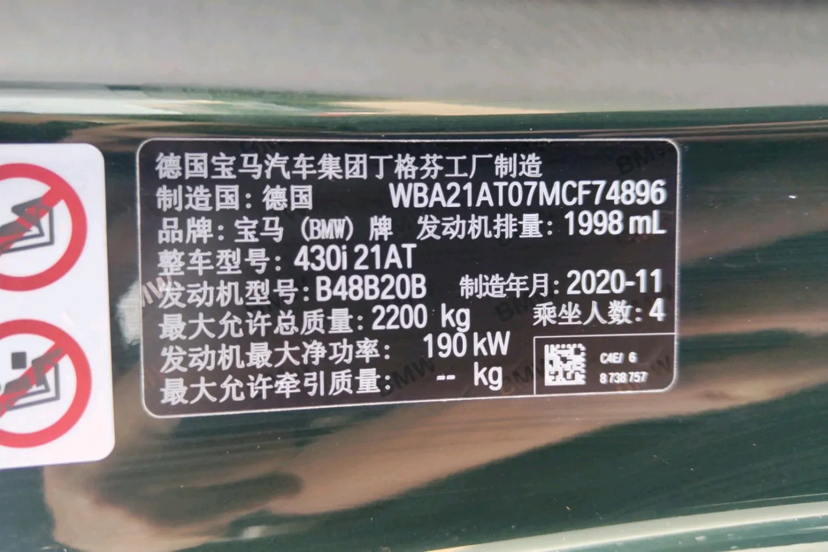 德国宝马汽车集团丁格芬工厂制造
制造国: 德国 WBA21AT07MCF74896
品牌: 宝马 (BMW) 牌 发动机排量: 1998 mL
整车型号: 430i 21AT
发动机型号: B48B20B 制造年月: 2020-11
最大允许总质量: 2200 kg 乘坐人数: 4
发动机最大净功率: 190 kW
最大允许牵引质量: -- kg
C4E/ 6
8 738 757
BMW